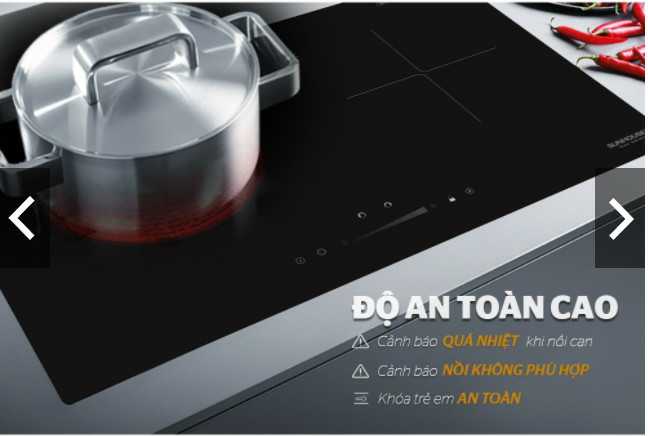 SUNHOUSE
ĐỘ AN TOÀN CAO
Cảnh báo QUÁ NHIỆT khi nồi cạn
Cảnh báo NỒI KHÔNG PHÙ HỢP
Khóa trẻ em AN TOÀN